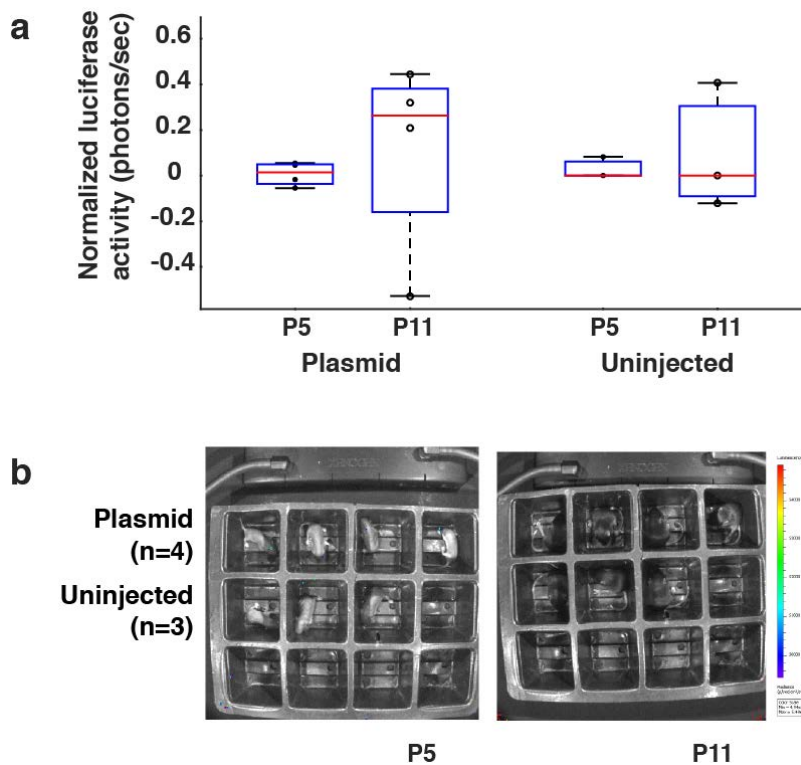 a
Normalized luciferase
activity (photons/sec)
0.6
0.4
0.2
0
-0.2
-0.4
P5
P11
P5
P11
Plasmid
Uninjected
b
Plasmid
(n=4)
Uninjected
(n=3)
P5
P11